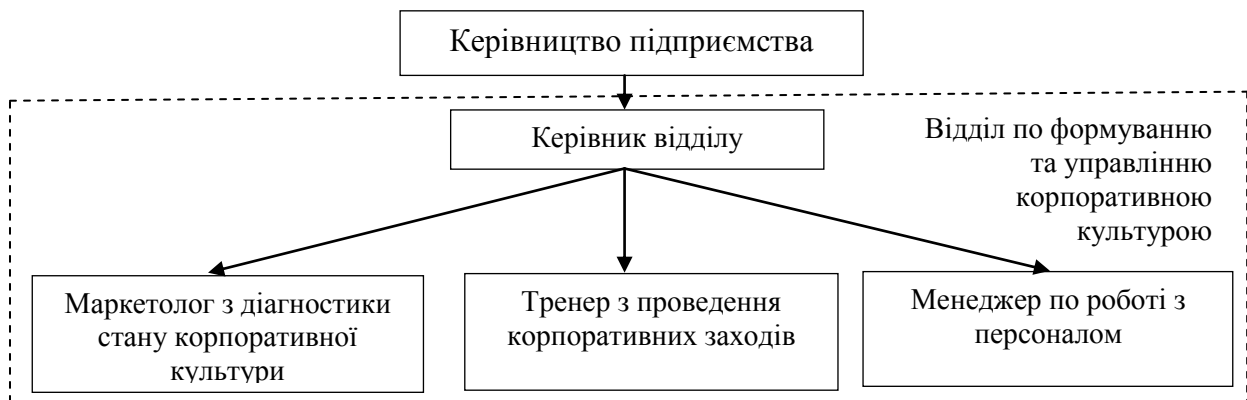 Керівництво підприємства
Керівник відділу
Відділ по формуванню
та управлінню
корпоративною
культурою
Маркетолог з діагностики
стану корпоративної
культури
Тренер з проведення
корпоративних заходів
Менеджер по роботі з
персоналом